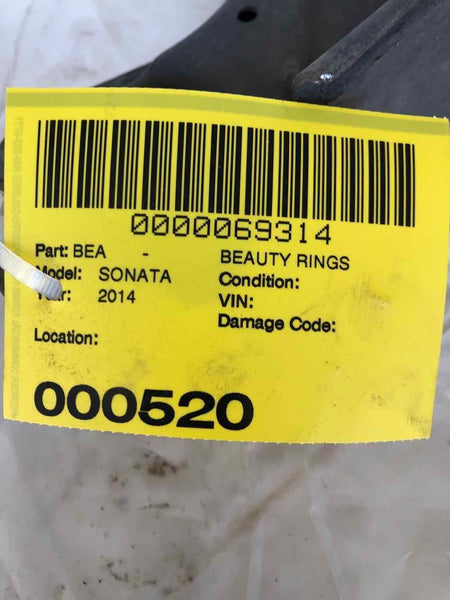 0000069314
Part: BEA - BEAUTY RINGS
Model: SONATA Condition:
Year: 2014 VIN:
Damage Code:
Location:
000520